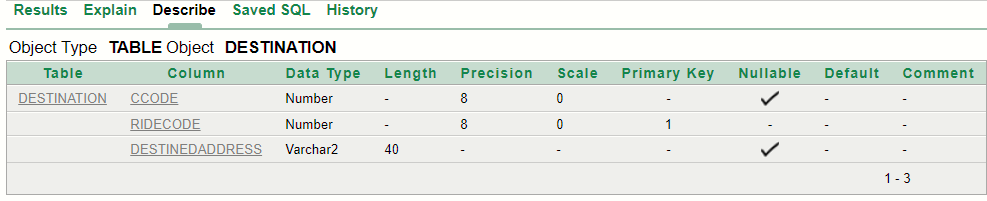 Results Explain Describe Saved SQL History
Object Type TABLE Object DESTINATION
Table Column Data Type Length Precision Scale Primary Key Nullable Default Comment
DESTINATION CCODE Number - 8 0 - ✓ - -
RIDECODE Number - 8 0 1 - - -
DESTINEDADDRESS Varchar2 40 - - - ✓ - -
1 - 3